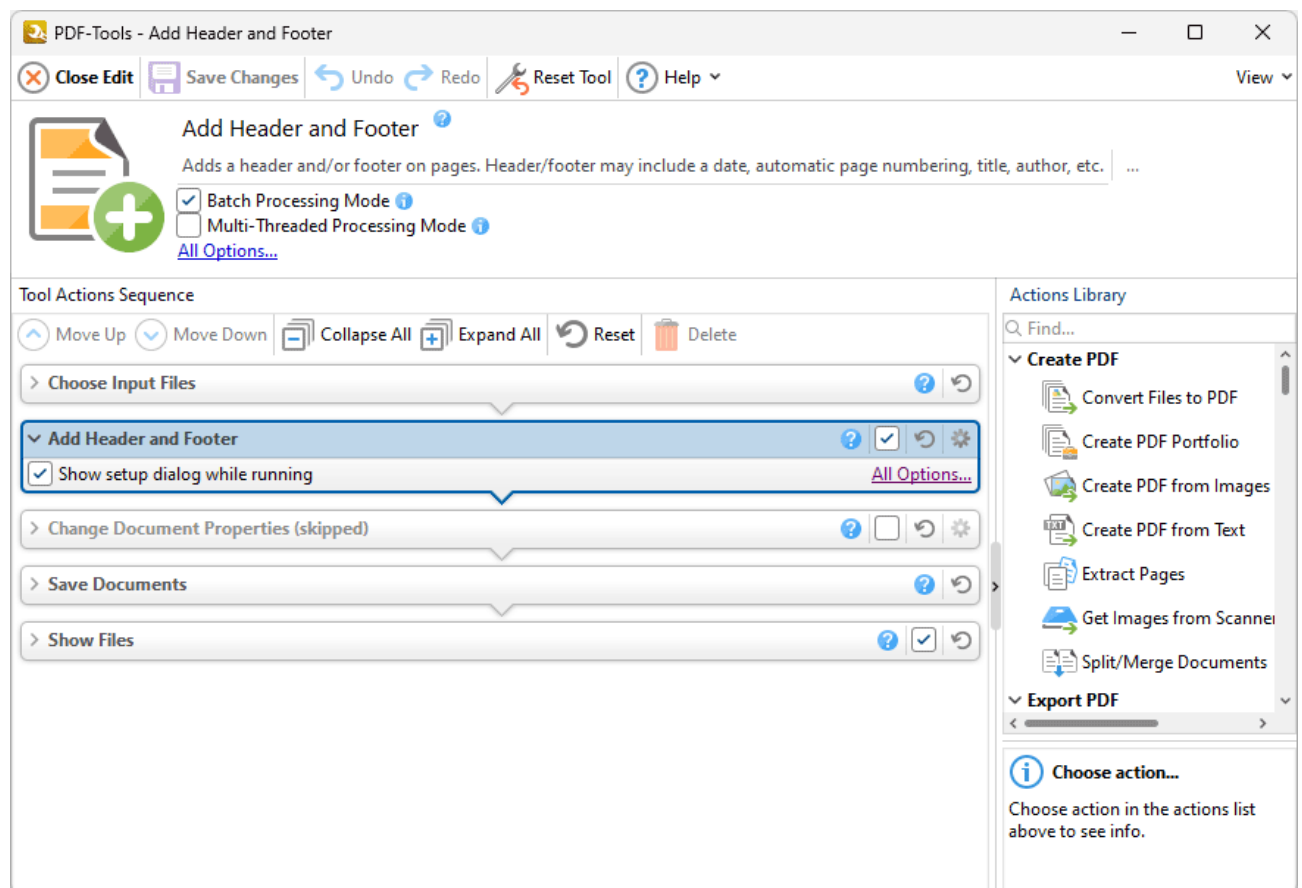 PDF-Tools - Add Header and Footer
Close Edit Save Changes Undo Redo Reset Tool Help View
Add Header and Footer
Adds a header and/or footer on pages. Header/footer may include a date, automatic page numbering, title, author, etc. ...
Batch Processing Mode
Multi-Threaded Processing Mode
All Options...
Tool Actions Sequence
Move Up Move Down Collapse All Expand All Reset Delete
Choose Input Files
Add Header and Footer
Show setup dialog while running All Options...
Change Document Properties (skipped)
Save Documents
Show Files
Actions Library
Find...
Create PDF
Convert Files to PDF
Create PDF Portfolio
Create PDF from Images
TXT Create PDF from Text
Extract Pages
Get Images from Scanner
Split/Merge Documents
Export PDF
Choose action...
Choose action in the actions list
above to see info.